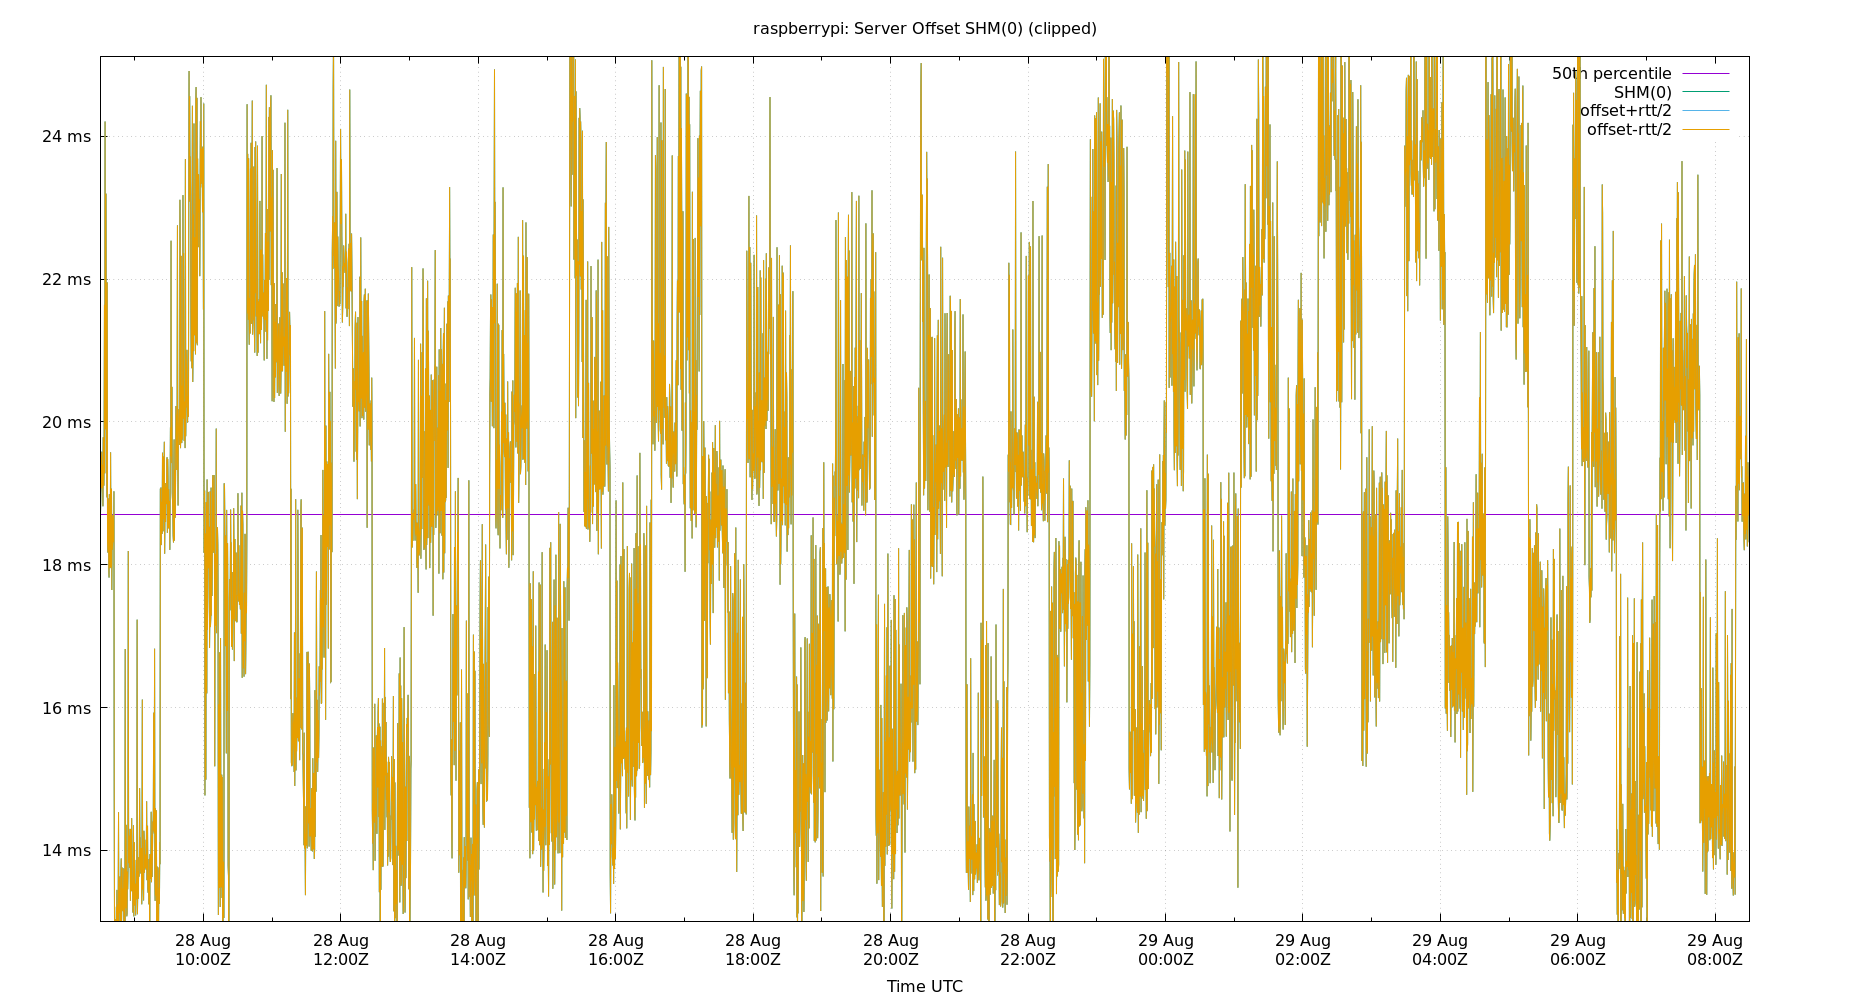 raspberrypi: Server Offset SHM(0) (clipped)
50th percentile
SHM(0)
offset+rtt/2
offset-rtt/2
24 ms
22 ms
20 ms
18 ms
16 ms
14 ms
28 Aug 28 Aug 28 Aug 28 Aug 28 Aug 28 Aug 28 Aug 29 Aug 29 Aug 29 Aug 29 Aug 29 Aug
10:00Z 12:00Z 14:00Z 16:00Z 18:00Z 20:00Z 22:00Z 00:00Z 02:00Z 04:00Z 06:00Z 08:00Z
Time UTC